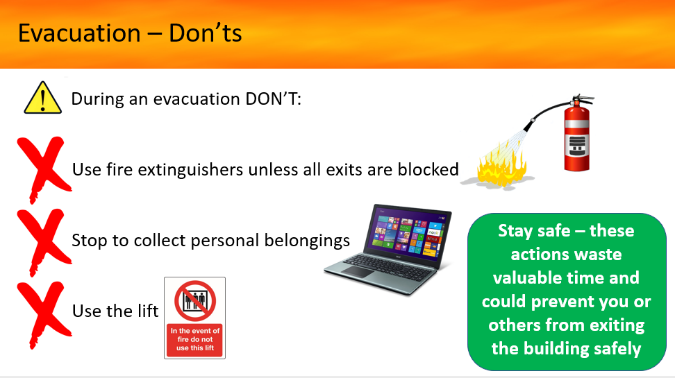 Evacuation – Don’ts
During an evacuation DON’T:
Use fire extinguishers unless all exits are blocked
Stop to collect personal belongings
Use the lift
In the event of
fire do not
use this lift
Stay safe – these
actions waste
valuable time and
could prevent you or
others from exiting
the building safely